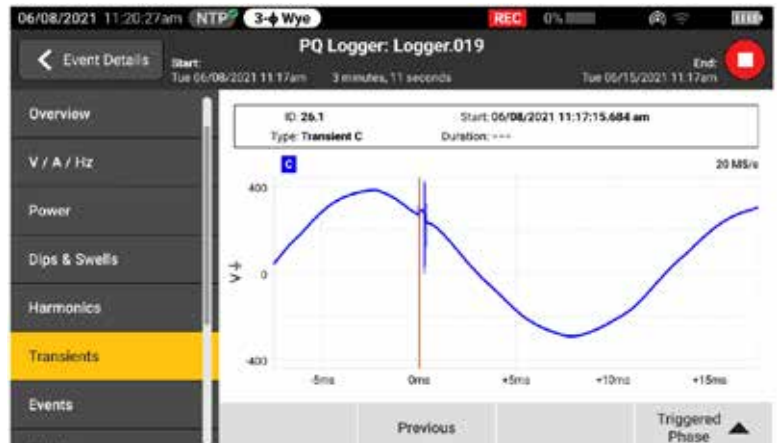 06/08/2021 11:20:27am NTP 3-ϕ Wye REC 0%
Event Details
PQ Logger: Logger.019
Start:
Tue 06/08/2021 11:17am
3 minutes, 11 seconds
End:
Tue 06/15/2021 11:17am
Overview
V / A / Hz
Power
Dips & Swells
Harmonics
Transients
Events
ID: 26.1
Start: 06/08/2021 11:17:15.684 am
Type: Transient C
Duration: ---
C
20 MS/s
400
V
0
-400
-5ms
0ms
+5ms
+10ms
+15ms
Previous
Triggered
Phase